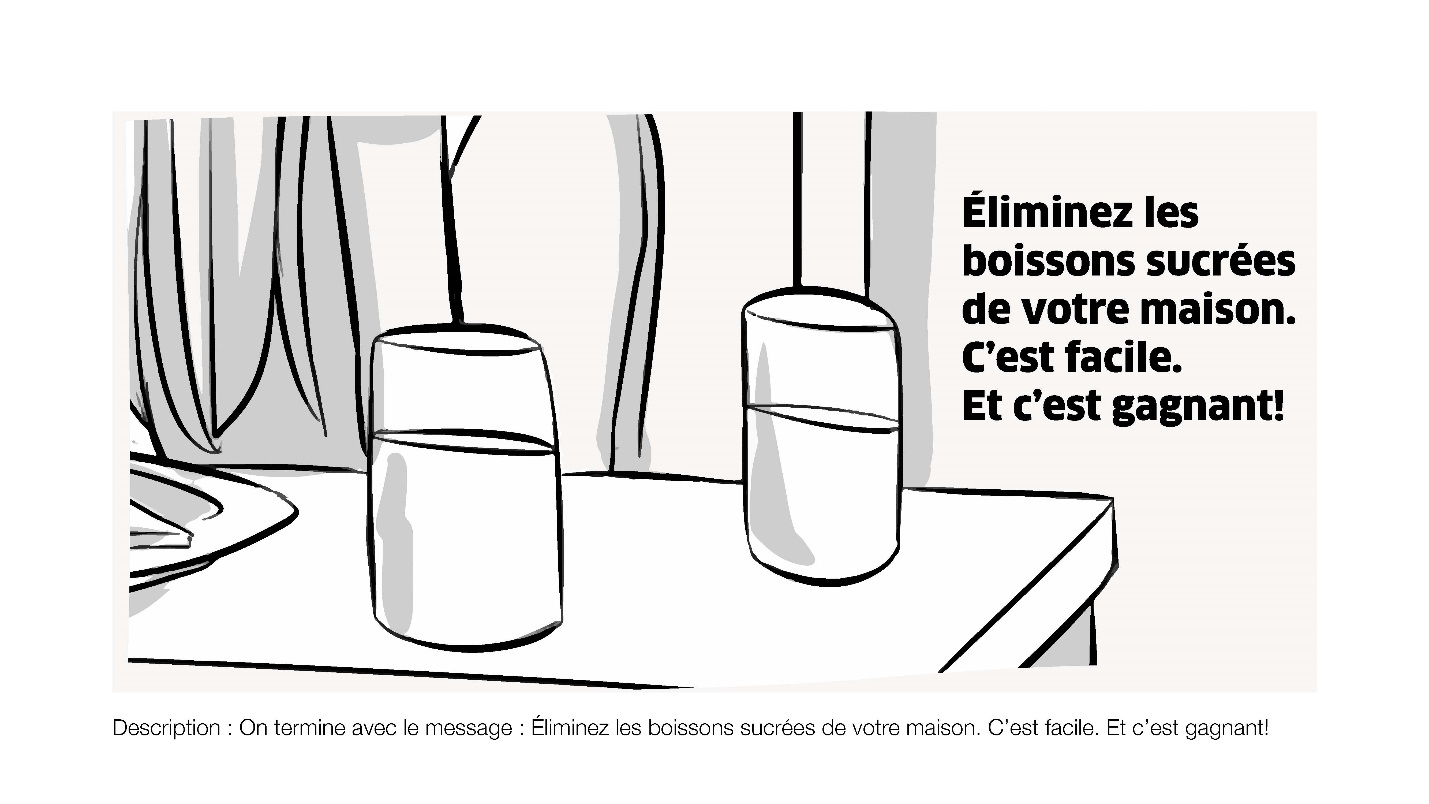 Éliminez les
boissons sucrées
de votre maison.
C'est facile.
Et c'est gagnant!
Description : On termine avec le message : Éliminez les boissons sucrées de votre maison. C'est facile. Et c'est gagnant!